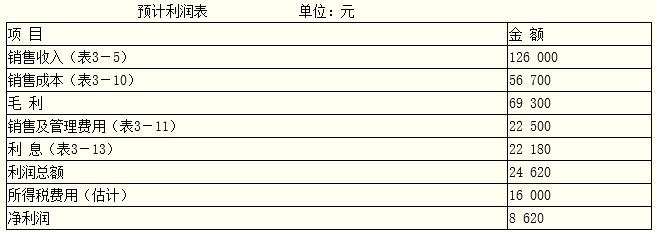 预计利润表 单位：元
项 目 金 额
销售收入（表3－5） 126 000
销售成本（表3－10） 56 700
毛 利 69 300
销售及管理费用（表3－11） 22 500
利 息（表3－13） 22 180
利润总额 24 620
所得税费用（估计） 16 000
净利润 8 620